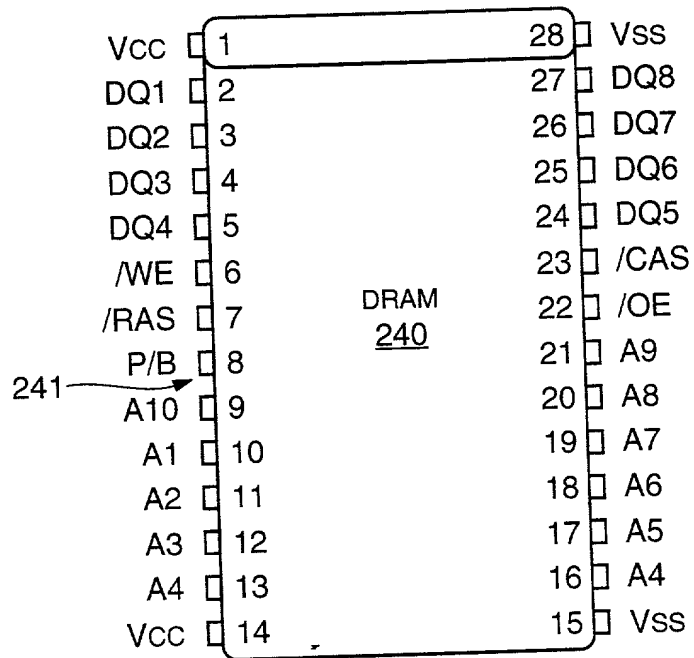 Vcc 1 28 Vss
DQ1 2 27 DQ8
DQ2 3 26 DQ7
DQ3 4 25 DQ6
DQ4 5 24 DQ5
/WE 6 23 /CAS
/RAS 7 DRAM 22 /OE
240
P/B 8 21 A9
241
A10 9 20 A8
A1 10 19 A7
A2 11 18 A6
A3 12 17 A5
A4 13 16 A4
Vcc 14 15 Vss